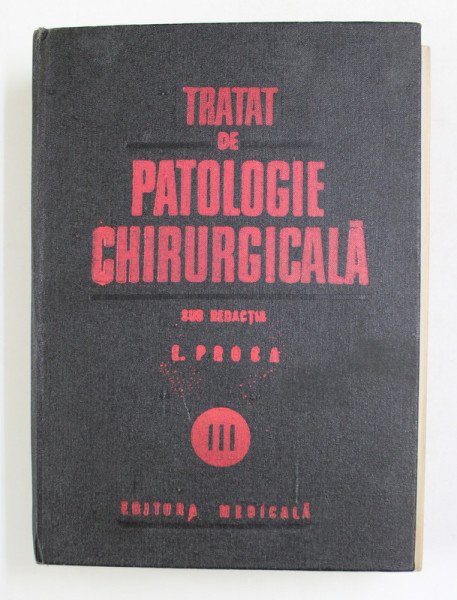 TRATAT
DE
PATOLOGIE
CHIRURGICALĂ
SUB REDACȚIA
E. PROCA
III
EDITURA MEDICALĂ